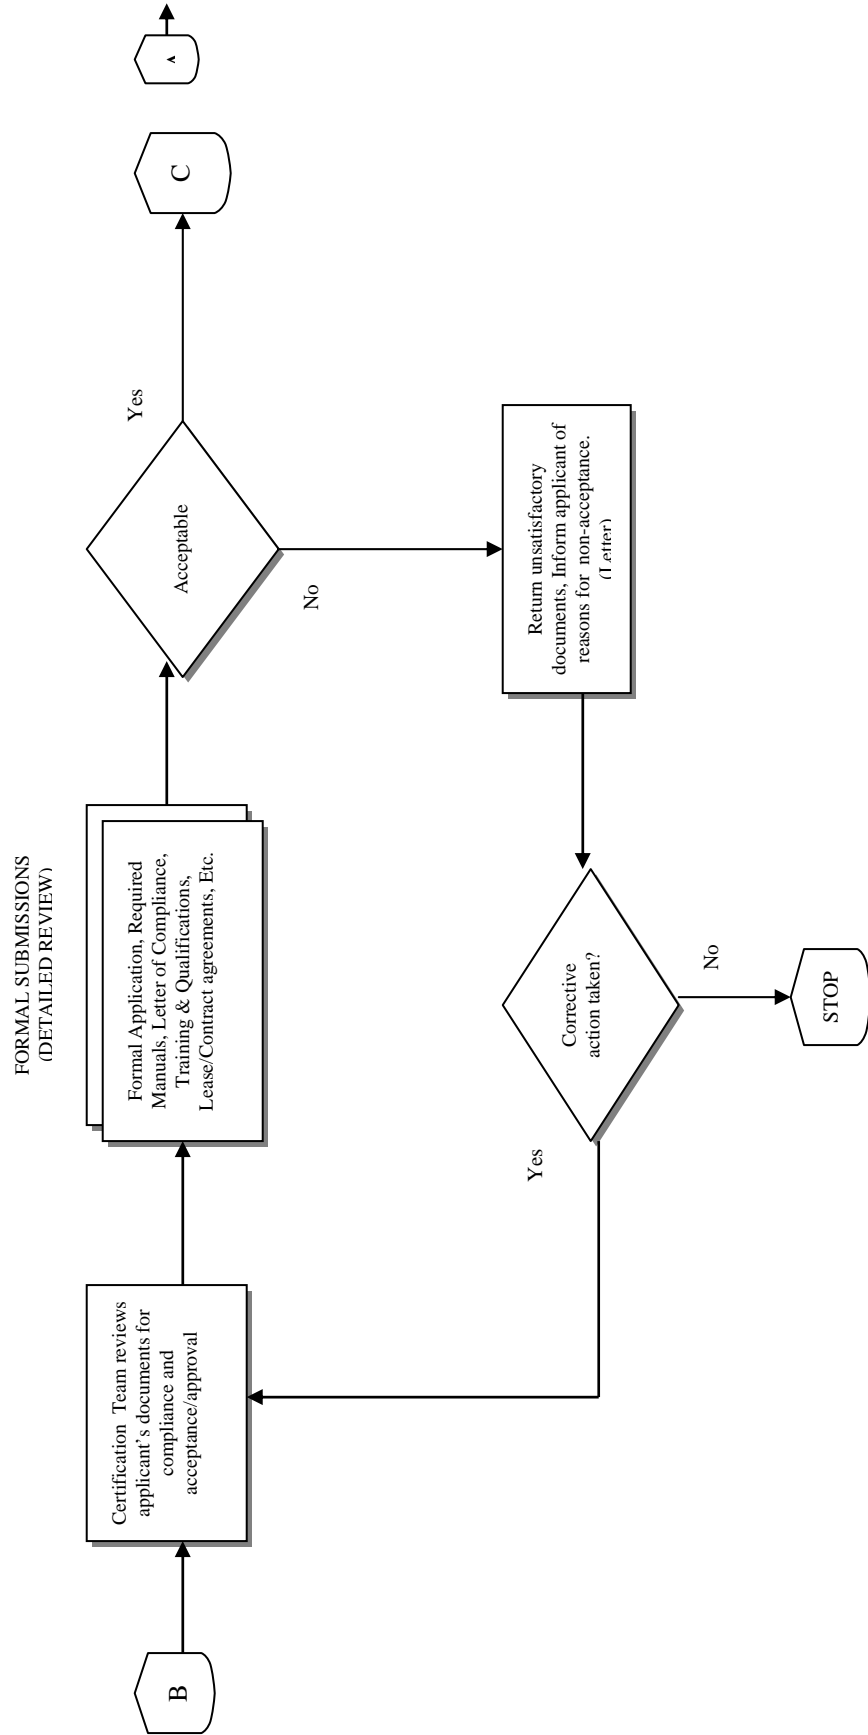 FORMAL SUBMISSIONS
(DETAILED REVIEW)
B
Certification Team reviews
applicant's documents for
compliance and
acceptance/approval
Formal Application, Required
Manuals, Letter of Compliance,
Training & Qualifications,
Lease/Contract agreements, Etc.
Acceptable
Yes
C
No
Return unsatisfactory
documents, Inform applicant of
reasons for non-acceptance.
(Letter)
Corrective
action taken?
Yes
No
STOP